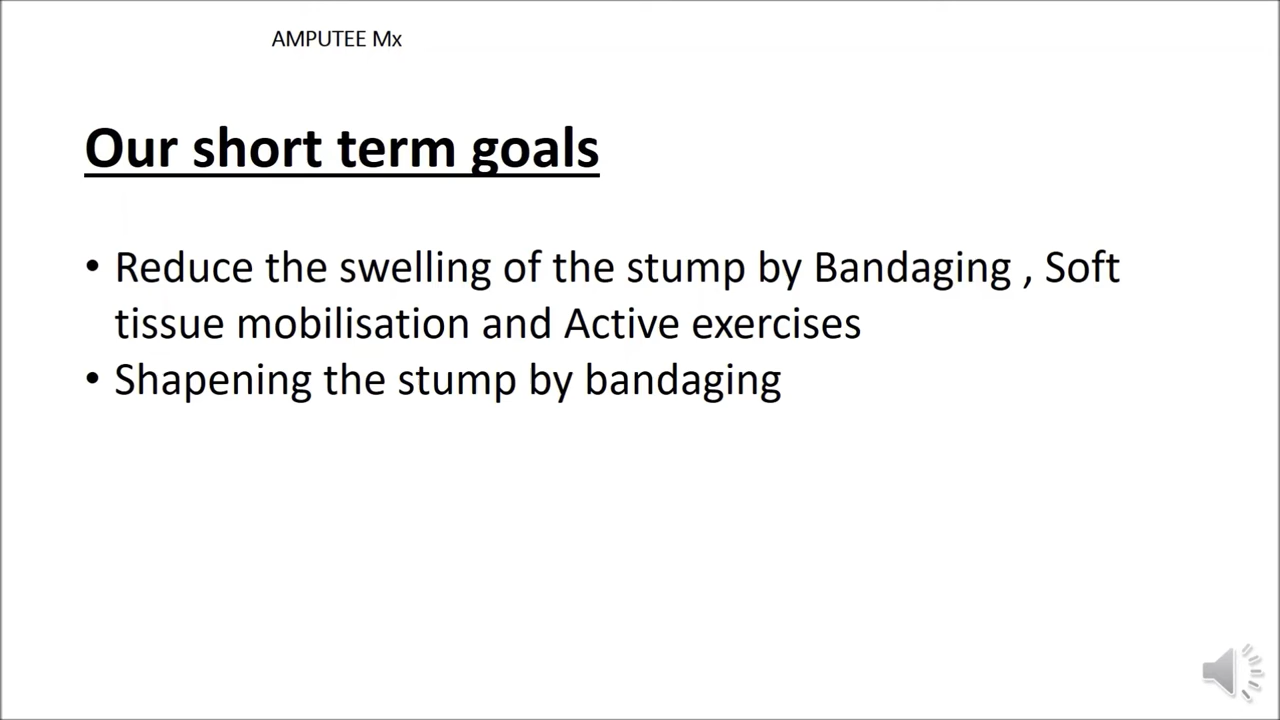 AMPUTEE Mx
Our short term goals
• Reduce the swelling of the stump by Bandaging , Soft
tissue mobilisation and Active exercises
• Shapening the stump by bandaging